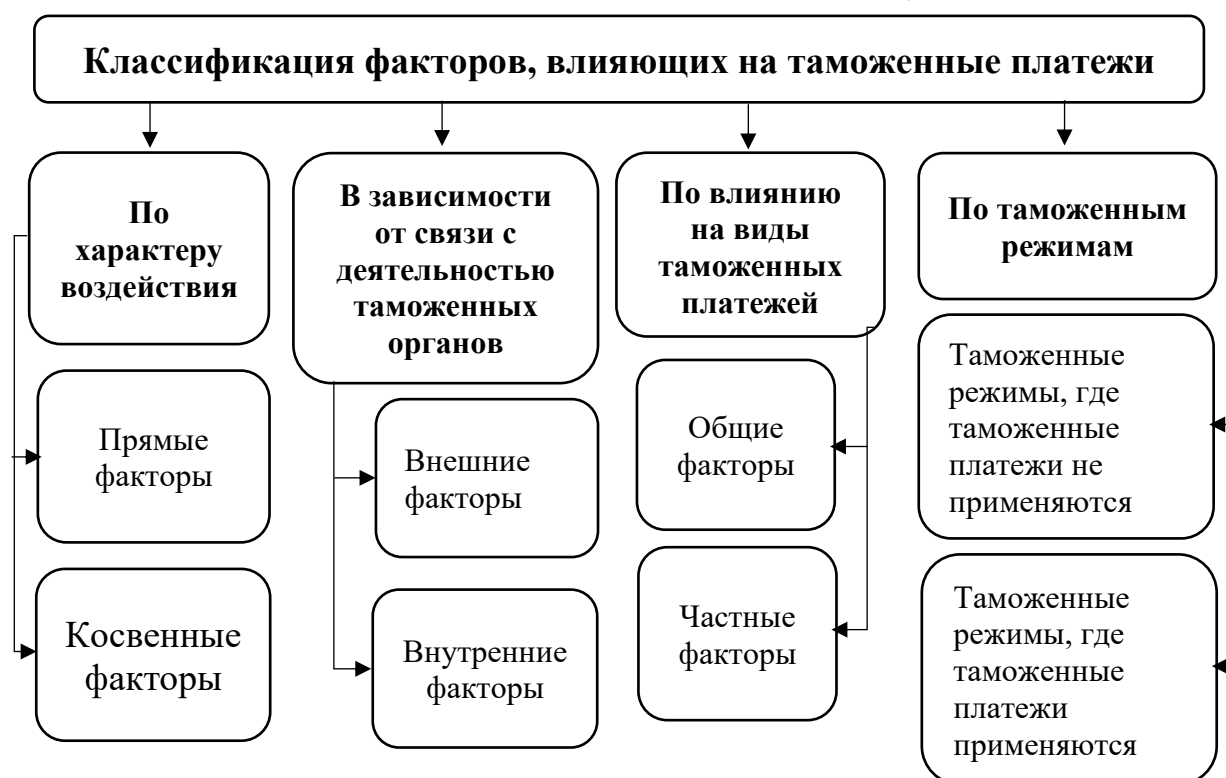 Классификация факторов, влияющих на таможенные платежи
По
характеру
воздействия
Прямые
факторы
Косвенные
факторы
В зависимости
от связи с
деятельностью
таможенных
органов
Внешние
факторы
Внутренние
факторы
По влиянию
на виды
таможенных
платежей
Общие
факторы
Частные
факторы
По таможенным
режимам
Таможенные
режимы, где
таможенные
платежи не
применяются
Таможенные
режимы, где
таможенные
платежи
применяются